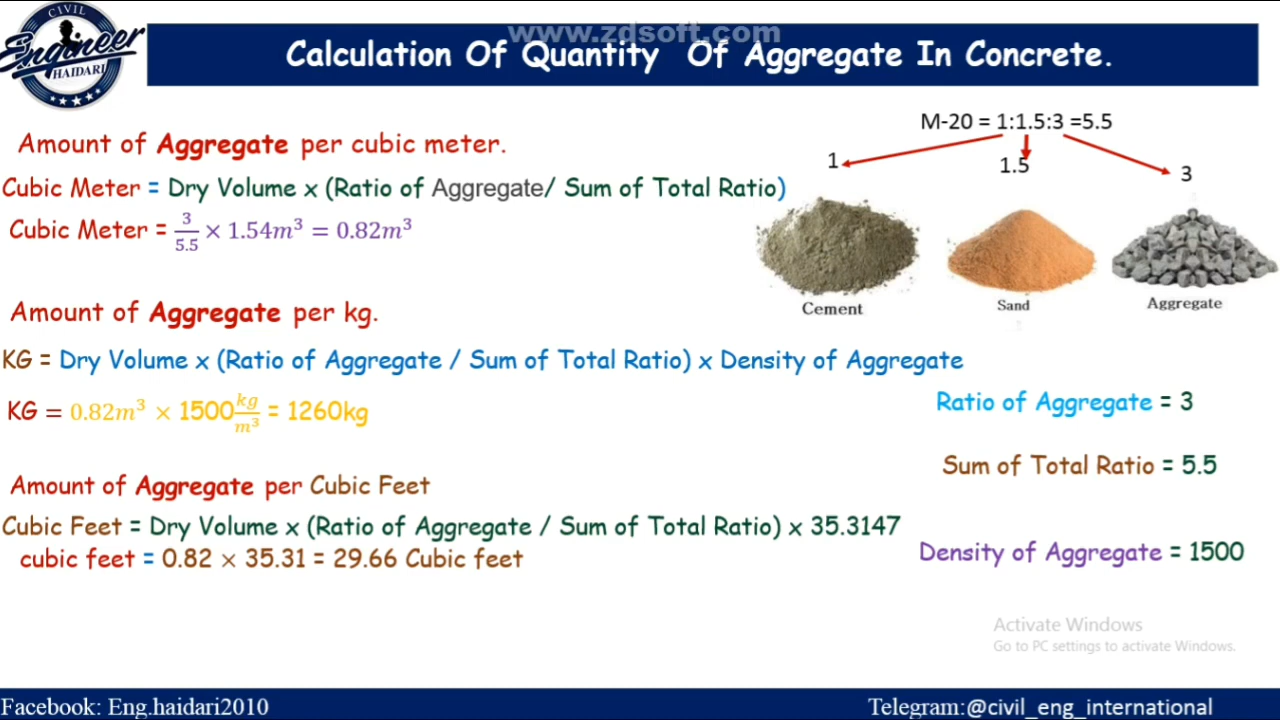 CIVIL
Engineer
HAIDARI
www.zdsoft.com
Calculation Of Quantity Of Aggregate In Concrete.
M-20 = 1:1.5:3 =5.5
Amount of Aggregate per cubic meter.
1
1.5
3
Cubic Meter = Dry Volume x (Ratio of Aggregate/ Sum of Total Ratio)
Cubic Meter = 3/5.5 × 1.54m³ = 0.82m³
Cement
Sand
Aggregate
Amount of Aggregate per kg.
KG = Dry Volume x (Ratio of Aggregate / Sum of Total Ratio) x Density of Aggregate
KG = 0.82m³ × 1500 kg/m³ = 1260kg
Ratio of Aggregate = 3
Sum of Total Ratio = 5.5
Amount of Aggregate per Cubic Feet
Cubic Feet = Dry Volume x (Ratio of Aggregate / Sum of Total Ratio) x 35.3147
cubic feet = 0.82 × 35.31 = 29.66 Cubic feet
Density of Aggregate = 1500
Activate Windows
Go to PC settings to activate Windows.
Facebook: Eng.haidari2010
Telegram:@civil_eng_international